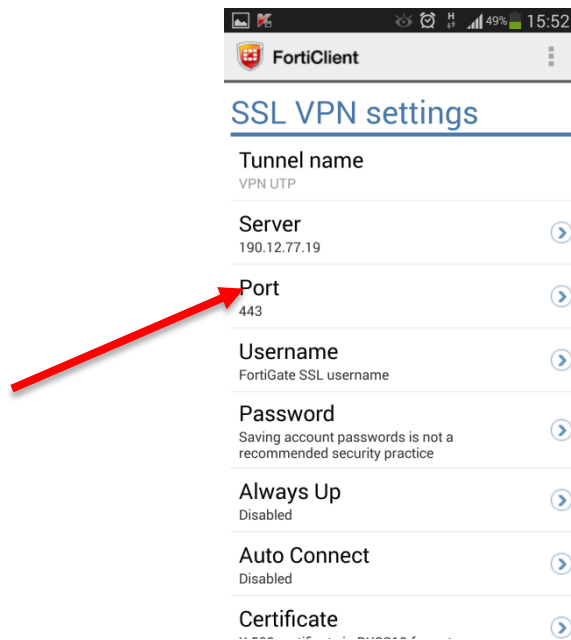 H 49% 15:52
FortiClient
SSL VPN settings
Tunnel name
VPN UTP
Server
190.12.77.19
Port
443
Username
FortiGate SSL username
Password
Saving account passwords is not a
recommended security practice
Always Up
Disabled
Auto Connect
Disabled
Certificate